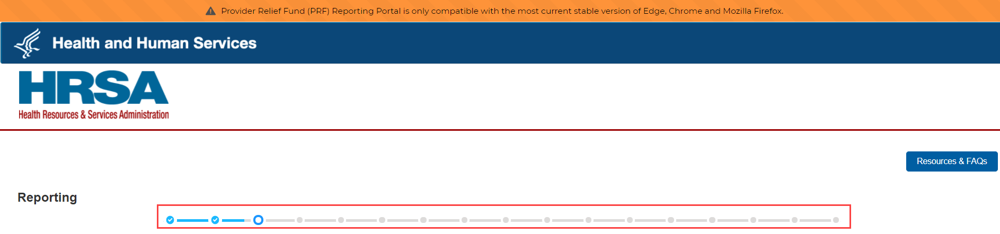 Provider Relief Fund (PRF) Reporting Portal is only compatible with the most current stable version of Edge, Chrome and Mozilla Firefox.
Health and Human Services
HRSA
Health Resources & Services Administration
Resources & FAQs
Reporting